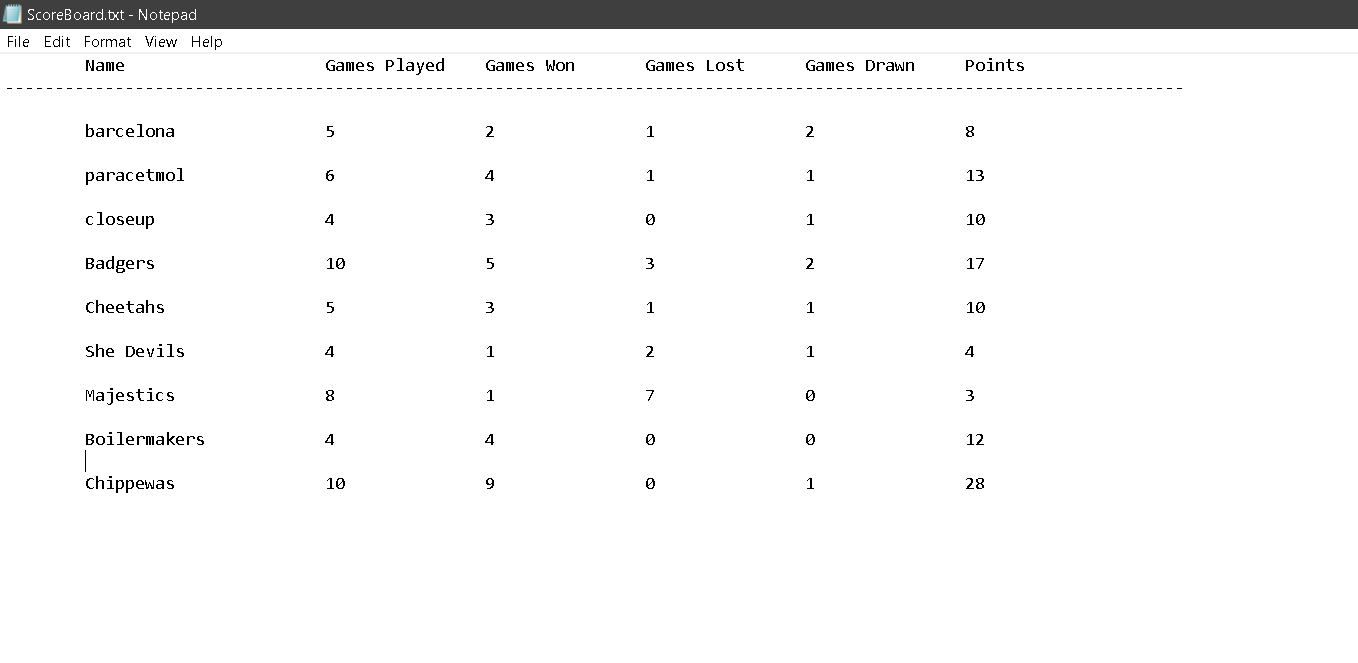 ScoreBoard.txt - Notepad
File Edit Format View Help
Name Games Played Games Won Games Lost Games Drawn Points
----------------------------------------------------------------------------------------------------------------------
barcelona 5 2 1 2 8
paracetmol 6 4 1 1 13
closeup 4 3 0 1 10
Badgers 10 5 3 2 17
Cheetahs 5 3 1 1 10
She Devils 4 1 2 1 4
Majestics 8 1 7 0 3
Boilermakers 4 4 0 0 12
Chippewas 10 9 0 1 28